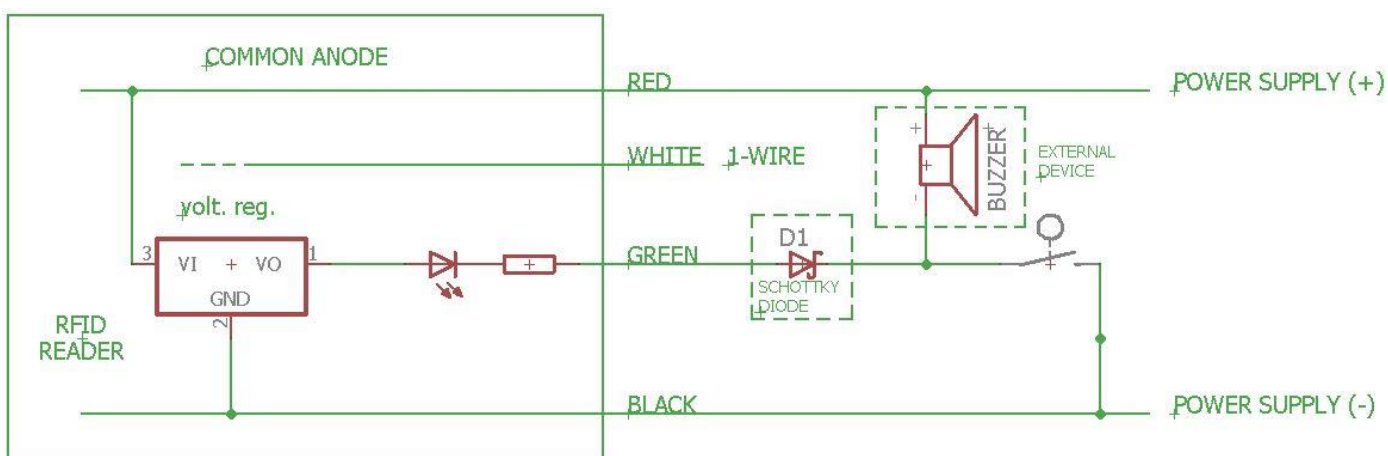 COMMON ANODE
RED
POWER SUPPLY (+)
WHITE
1-WIRE
BUZZER
EXTERNAL
DEVICE
volt. reg.
3
VI
VO
1
GND
2
GREEN
D1
SCHOTTKY
DIODE
RFID
READER
BLACK
POWER SUPPLY (-)